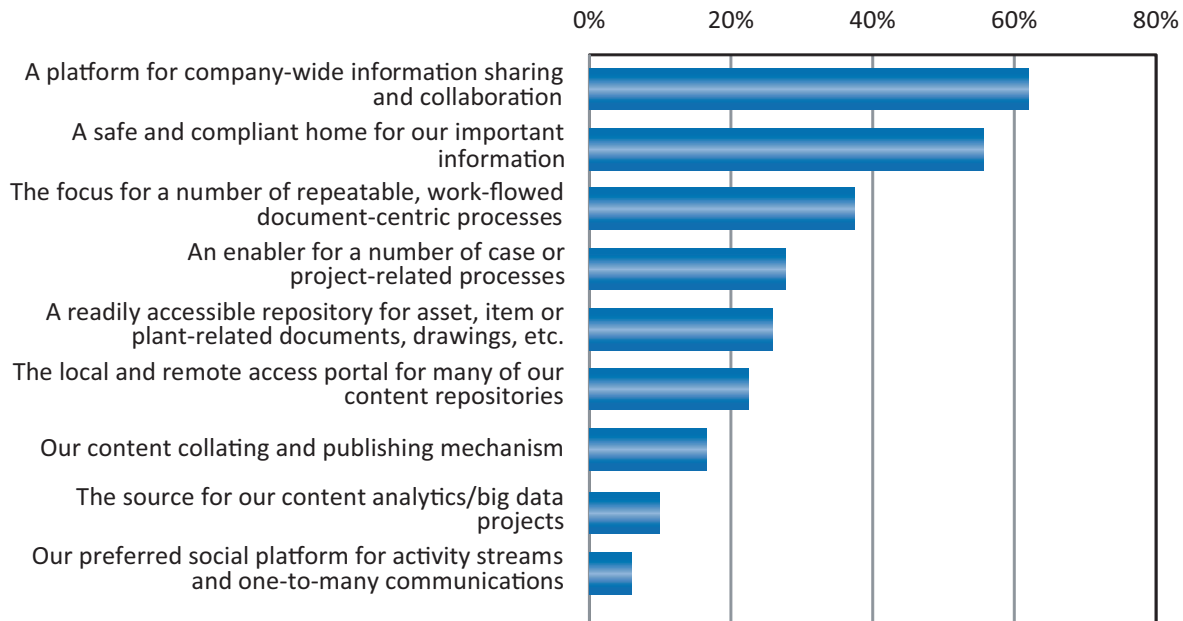 0% 20% 40% 60% 80%
A platform for company-wide information sharing
and collaboration
A safe and compliant home for our important
information
The focus for a number of repeatable, work-flowed
document-centric processes
An enabler for a number of case or
project-related processes
A readily accessible repository for asset, item or
plant-related documents, drawings, etc.
The local and remote access portal for many of our
content repositories
Our content collating and publishing mechanism
The source for our content analytics/big data
projects
Our preferred social platform for activity streams
and one-to-many communications